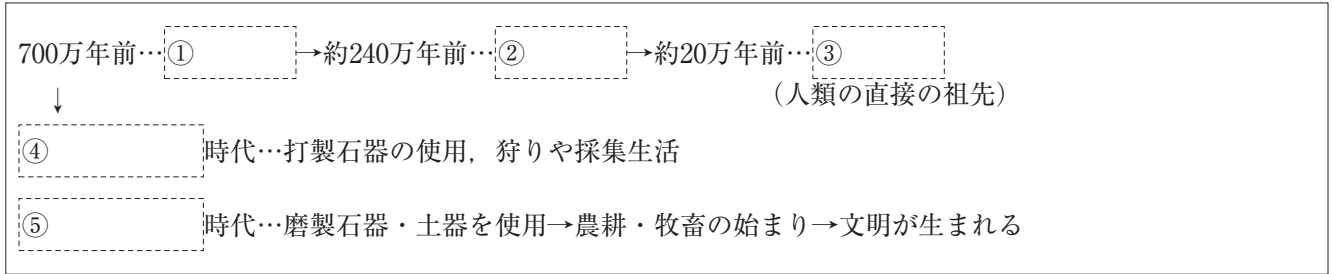 700万年前…① →約240万年前…② →約20万年前…③
↓ （人類の直接の祖先）
④ 時代…打製石器の使用，狩りや採集生活
⑤ 時代…磨製石器・土器を使用→農耕・牧畜の始まり→文明が生まれる